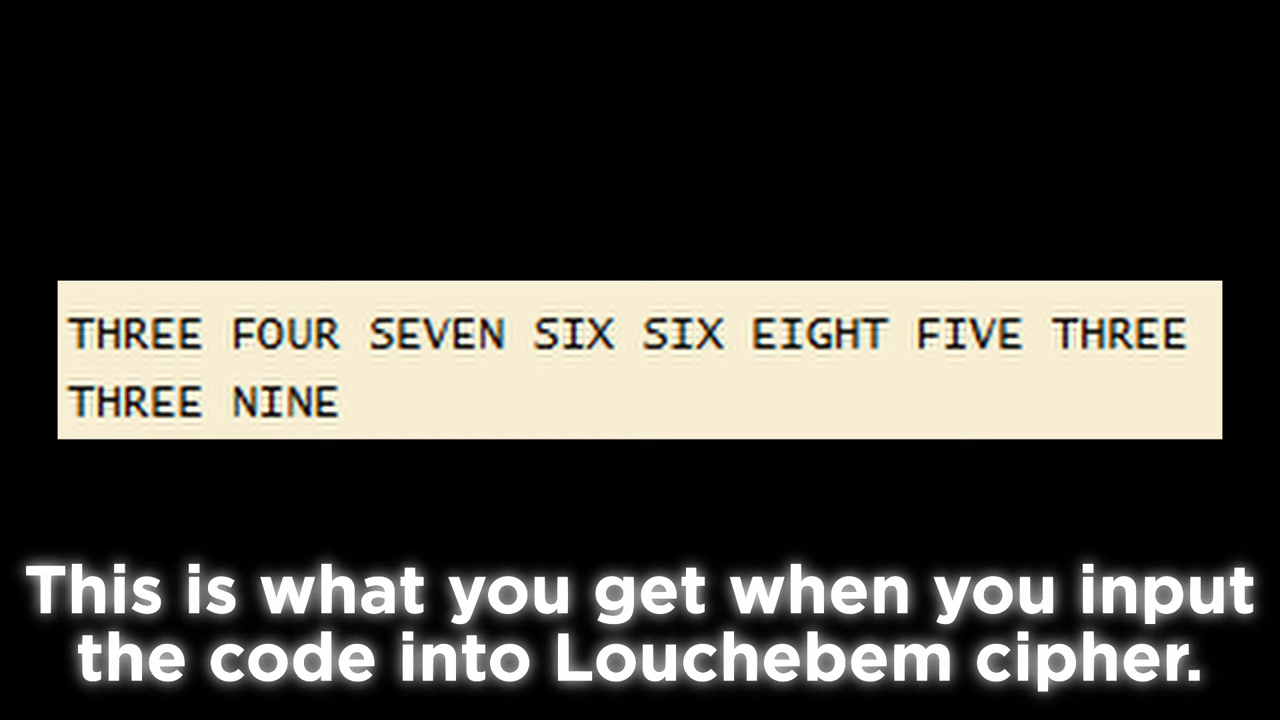 THREE FOUR SEVEN SIX SIX EIGHT FIVE THREE
THREE NINE
This is what you get when you input
the code into Louchebem cipher.